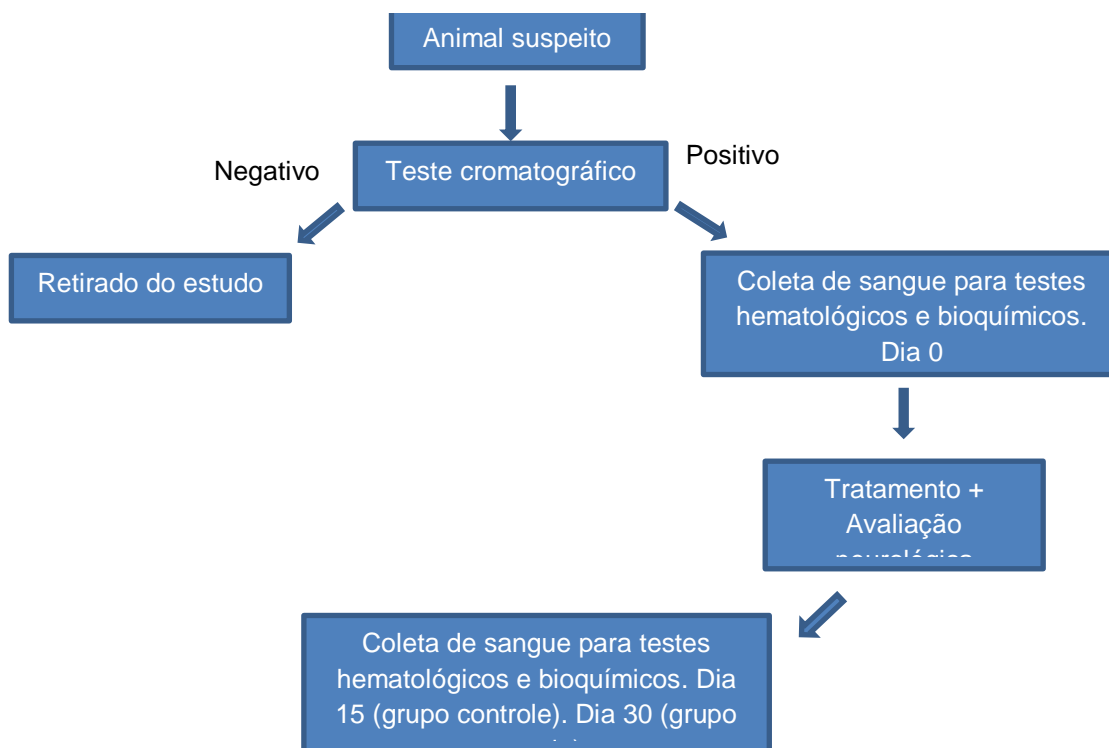 Animal suspeito
Negativo
Teste cromatográfico
Positivo
Retirado do estudo
Coleta de sangue para testes
hematológicos e bioquímicos.
Dia 0
Tratamento +
Avaliação
neurológica
Coleta de sangue para testes
hematológicos e bioquímicos. Dia
15 (grupo controle). Dia 30 (grupo